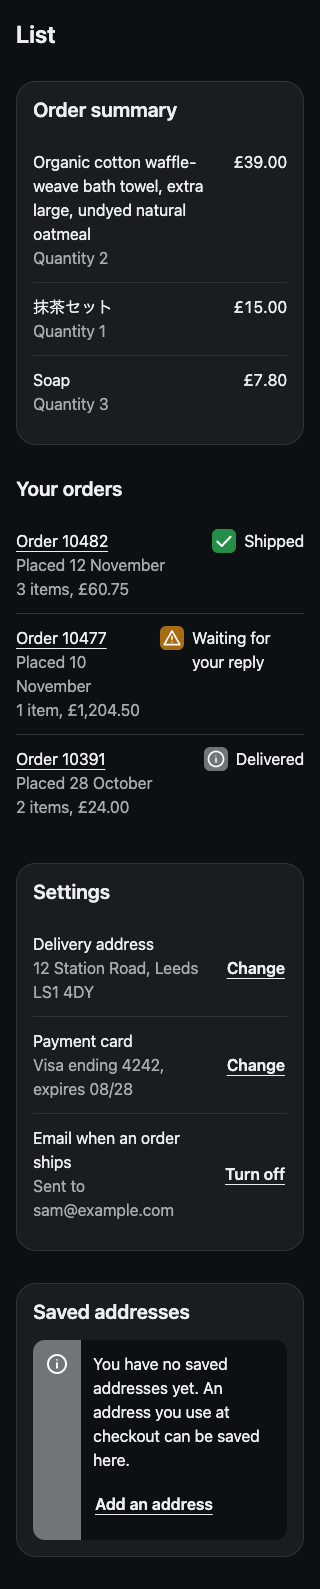 List
Order summary
Organic cotton waffle-
weave bath towel, extra
large, undyed natural
oatmeal
£39.00
Quantity 2
抹茶セット
£15.00
Quantity 1
Soap
£7.80
Quantity 3
Your orders
Order 10482
Shipped
Placed 12 November
3 items, £60.75
Order 10477
Waiting for
your reply
Placed 10
November
1 item, £1,204.50
Order 10391
Delivered
Placed 28 October
2 items, £24.00
Settings
Delivery address
12 Station Road, Leeds
LS1 4DY
Change
Payment card
Visa ending 4242,
expires 08/28
Change
Email when an order
ships
Sent to
sam@example.com
Turn off
Saved addresses
You have no saved
addresses yet. An
address you use at
checkout can be saved
here.
Add an address